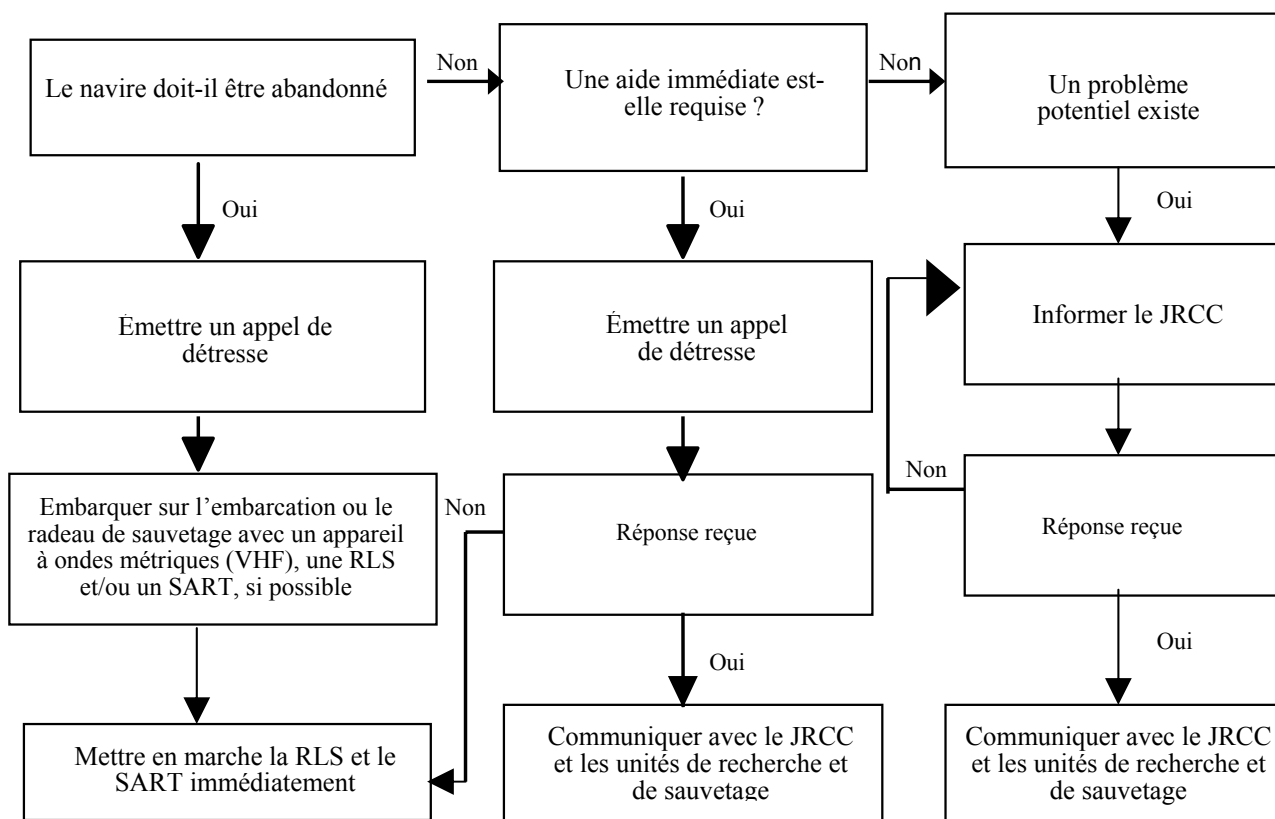 Le navire doit-il être abandonné
Non
Une aide immédiate est-
elle requise ?
Non
Un problème
potentiel existe
Oui
Oui
Oui
Émettre un appel de
détresse
Émettre un appel
de détresse
Informer le JRCC
Embarquer sur l’embarcation ou le
radeau de sauvetage avec un appareil
à ondes métriques (VHF), une RLS
et/ou un SART, si possible
Non
Réponse reçue
Non
Réponse reçue
Oui
Oui
Mettre en marche la RLS et le
SART immédiatement
Communiquer avec le JRCC
et les unités de recherche et
de sauvetage
Communiquer avec le JRCC
et les unités de recherche et
de sauvetage